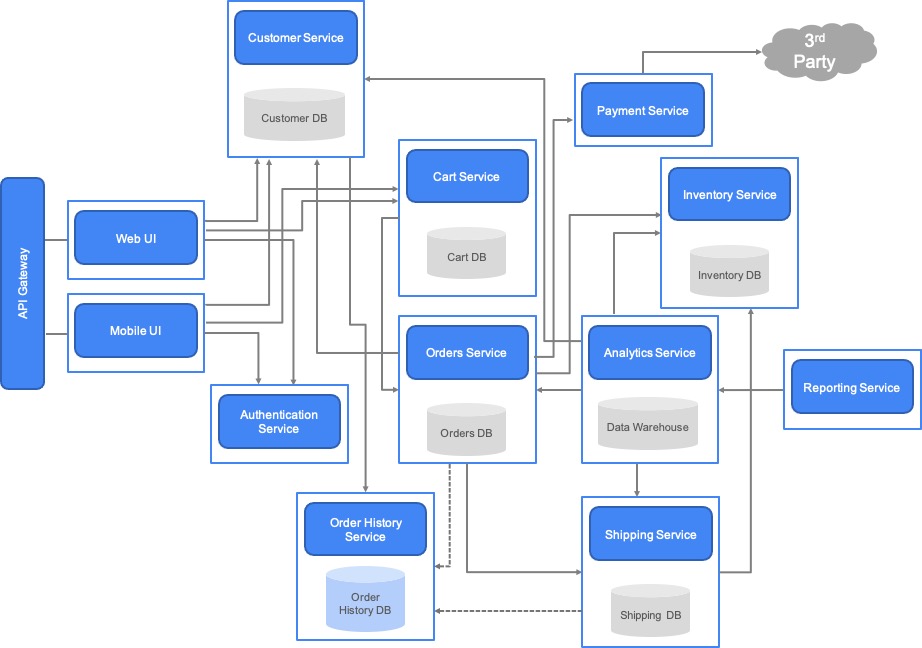 Customer Service
Customer DB
3rd
Party
Payment Service
Cart Service
Cart DB
Inventory Service
Inventory DB
API Gateway
Web UI
Mobile UI
Authentication
Service
Orders Service
Orders DB
Analytics Service
Data Warehouse
Reporting Service
Order History
Service
Order
History DB
Shipping Service
Shipping DB